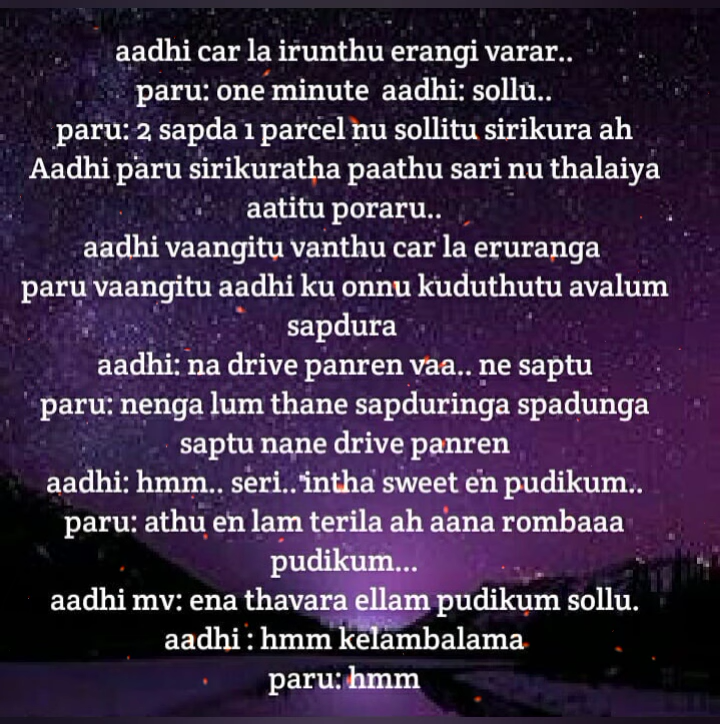 aadhi car la irunthu erangi varar..
paru: one minute aadhi: sollu..
paru: 2 sapda 1 parcel nu sollitu sirikura ah
Aadhi paru sirikuratha paathu sari nu thalaiya
aatitu poraru..
aadhi vaangitu vanthu car la eruranga
paru vaangitu aadhi ku onnu kuduthutu avalum
sapdura
aadhi: na drive panren vaa.. ne saptu
paru: nenga lum thane sapduringa spadunga
saptu nane drive panren
aadhi: hmm.. seri.. intha sweet en pudikum..
paru: athu en lam terila ah aana rombaaa
pudikum...
aadhi mv: ena thavara ellam pudikum sollu.
aadhi : hmm kelambalama
paru: hmm